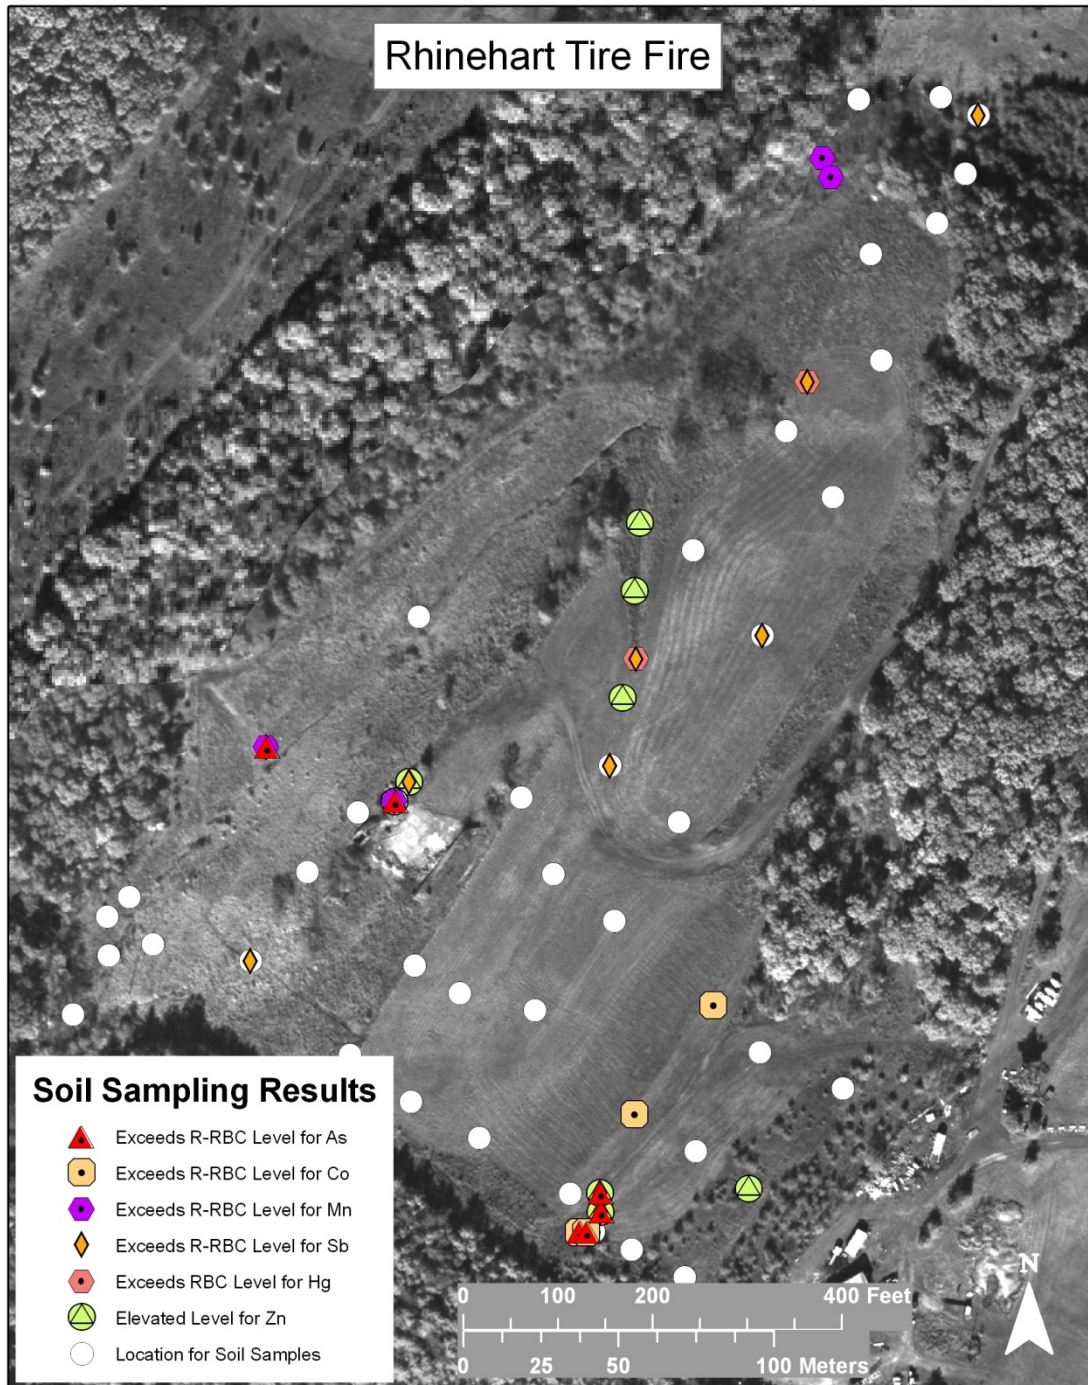 Rhinehart Tire Fire
Soil Sampling Results
Exceeds R-RBC Level for As
Exceeds R-RBC Level for Co
Exceeds R-RBC Level for Mn
Exceeds R-RBC Level for Sb
Exceeds RBC Level for Hg
Elevated Level for Zn
Location for Soil Samples
N
0 100 200 400 Feet
0 25 50 100 Meters